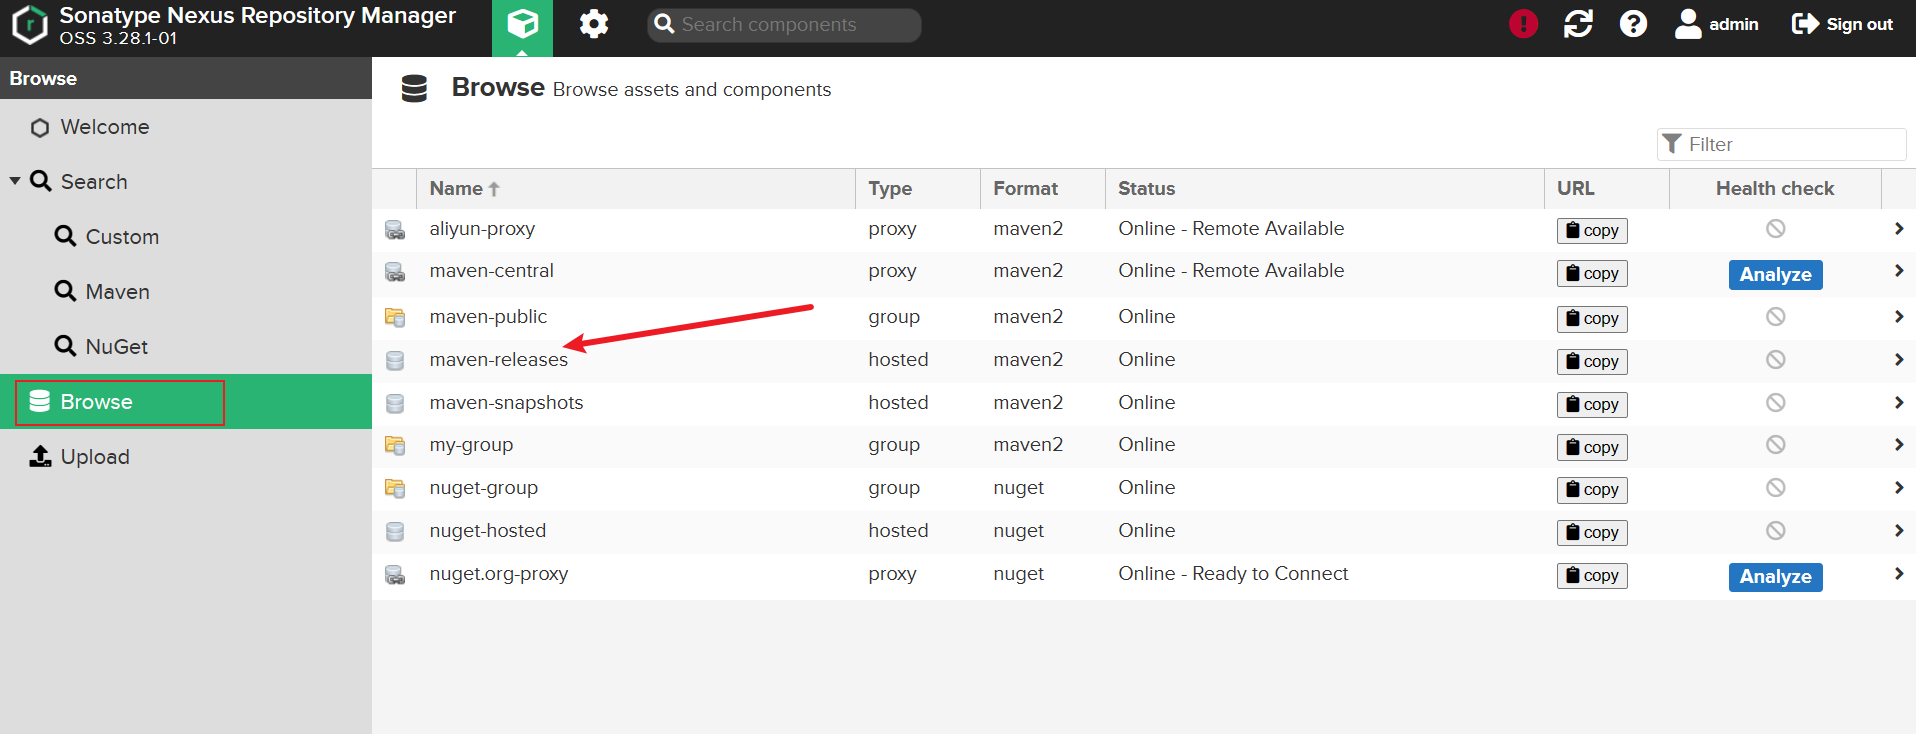 Sonatype Nexus Repository Manager
OSS 3.28.1-01
Search components
admin
Sign out
Browse
Welcome
Search
Custom
Maven
NuGet
Browse
Upload
Browse Browse assets and components
Filter
Name Type Format Status URL Health check
aliyun-proxy proxy maven2 Online - Remote Available copy
maven-central proxy maven2 Online - Remote Available copy Analyze
maven-public group maven2 Online copy
maven-releases hosted maven2 Online copy
maven-snapshots hosted maven2 Online copy
my-group group maven2 Online copy
nuget-group group nuget Online copy
nuget-hosted hosted nuget Online copy
nuget.org-proxy proxy nuget Online - Ready to Connect copy Analyze